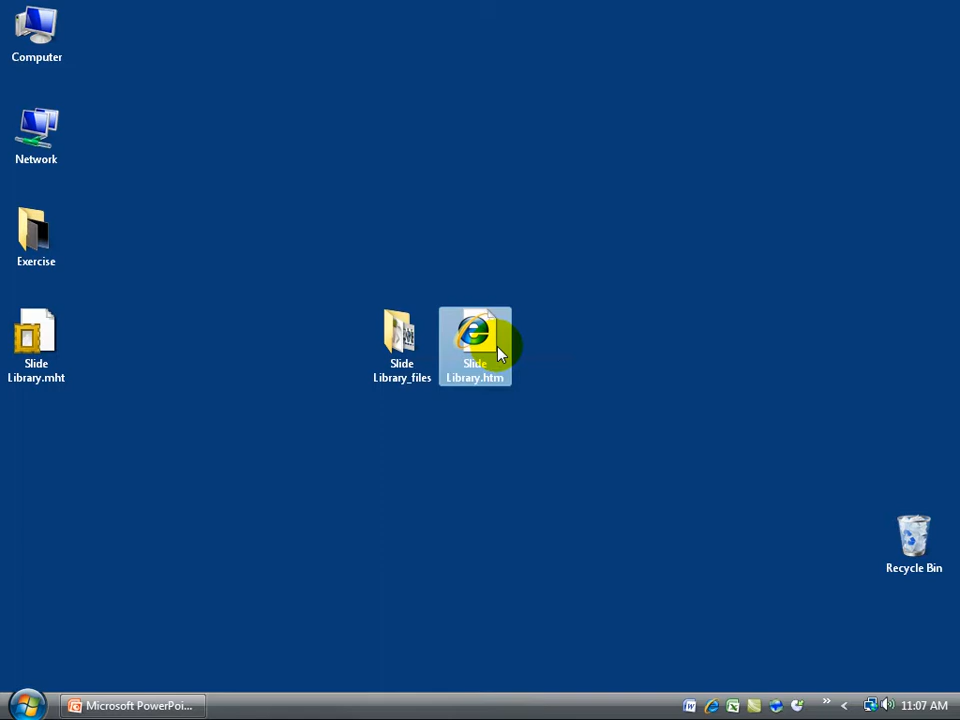 Computer
Network
Exercise
Slide
Library.mht
Slide
Library_files
Slide
Library.htm
Recycle Bin
Microsoft PowerPoi...
11:07 AM